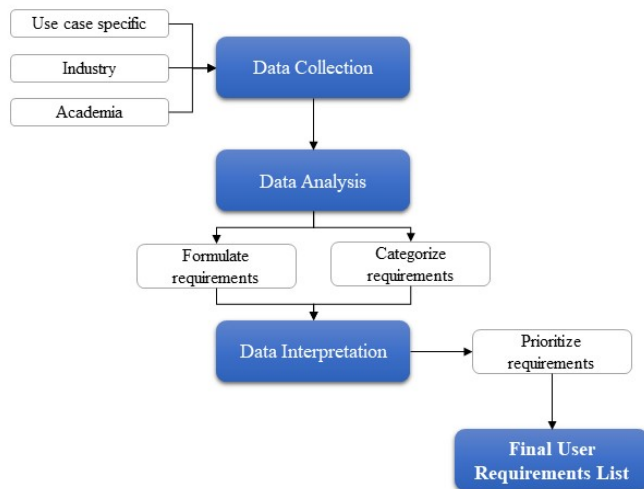 Use case specific
Industry
Academia
Data Collection
Data Analysis
Formulate
requirements
Categorize
requirements
Data Interpretation
Prioritize
requirements
Final User
Requirements List